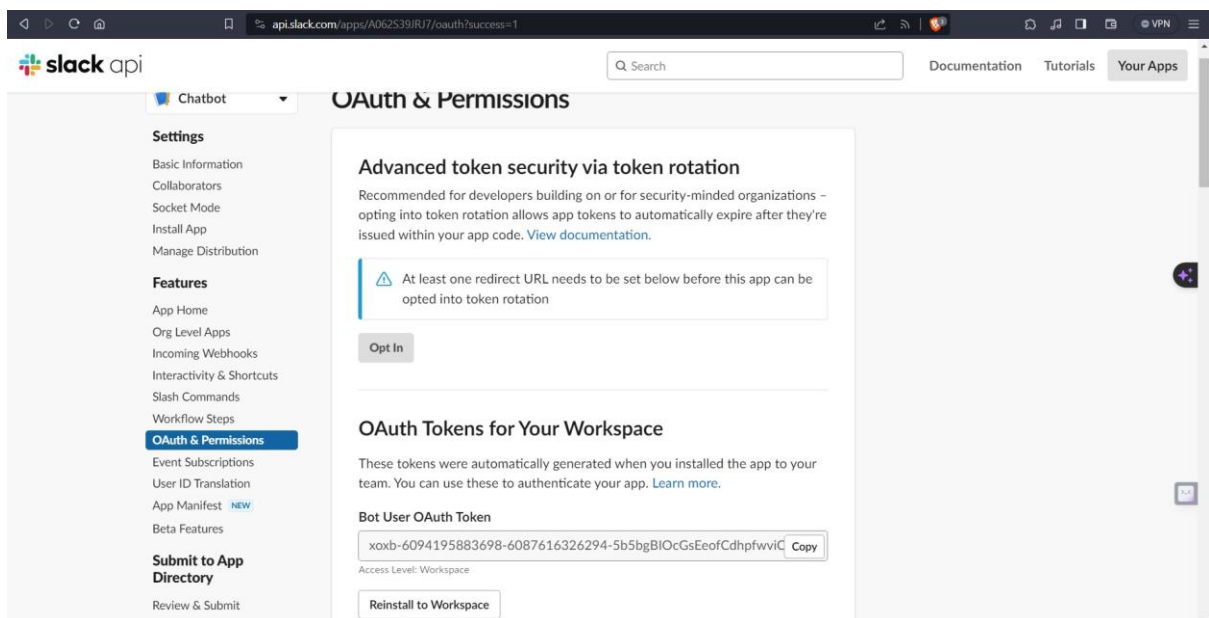 api.slack.com/apps/A062S39JRJ7/oauth?success=1
VPN
slack api
Search
Documentation
Tutorials
Your Apps
Chatbot
Settings
Basic Information
Collaborators
Socket Mode
Install App
Manage Distribution
Features
App Home
Org Level Apps
Incoming Webhooks
Interactivity & Shortcuts
Slash Commands
Workflow Steps
OAuth & Permissions
Event Subscriptions
User ID Translation
App Manifest NEW
Beta Features
Submit to App
Directory
Review & Submit
OAuth & Permissions
Advanced token security via token rotation
Recommended for developers building on or for security-minded organizations –
opting into token rotation allows app tokens to automatically expire after they're
issued within your app code. View documentation.
At least one redirect URL needs to be set below before this app can be
opted into token rotation
Opt In
OAuth Tokens for Your Workspace
These tokens were automatically generated when you installed the app to your
team. You can use these to authenticate your app. Learn more.
Bot User OAuth Token
xoxb-6094195883698-6087616326294-5b5bgBlOcGsEeofCdhpfwviC Copy
Access Level: Workspace
Reinstall to Workspace